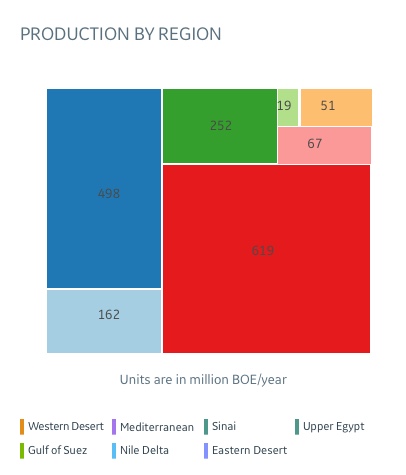 PRODUCTION BY REGION
19 51
252
67
498
619
162
Units are in million BOE/year
Western Desert Mediterranean Sinai Upper Egypt
Gulf of Suez Nile Delta Eastern Desert